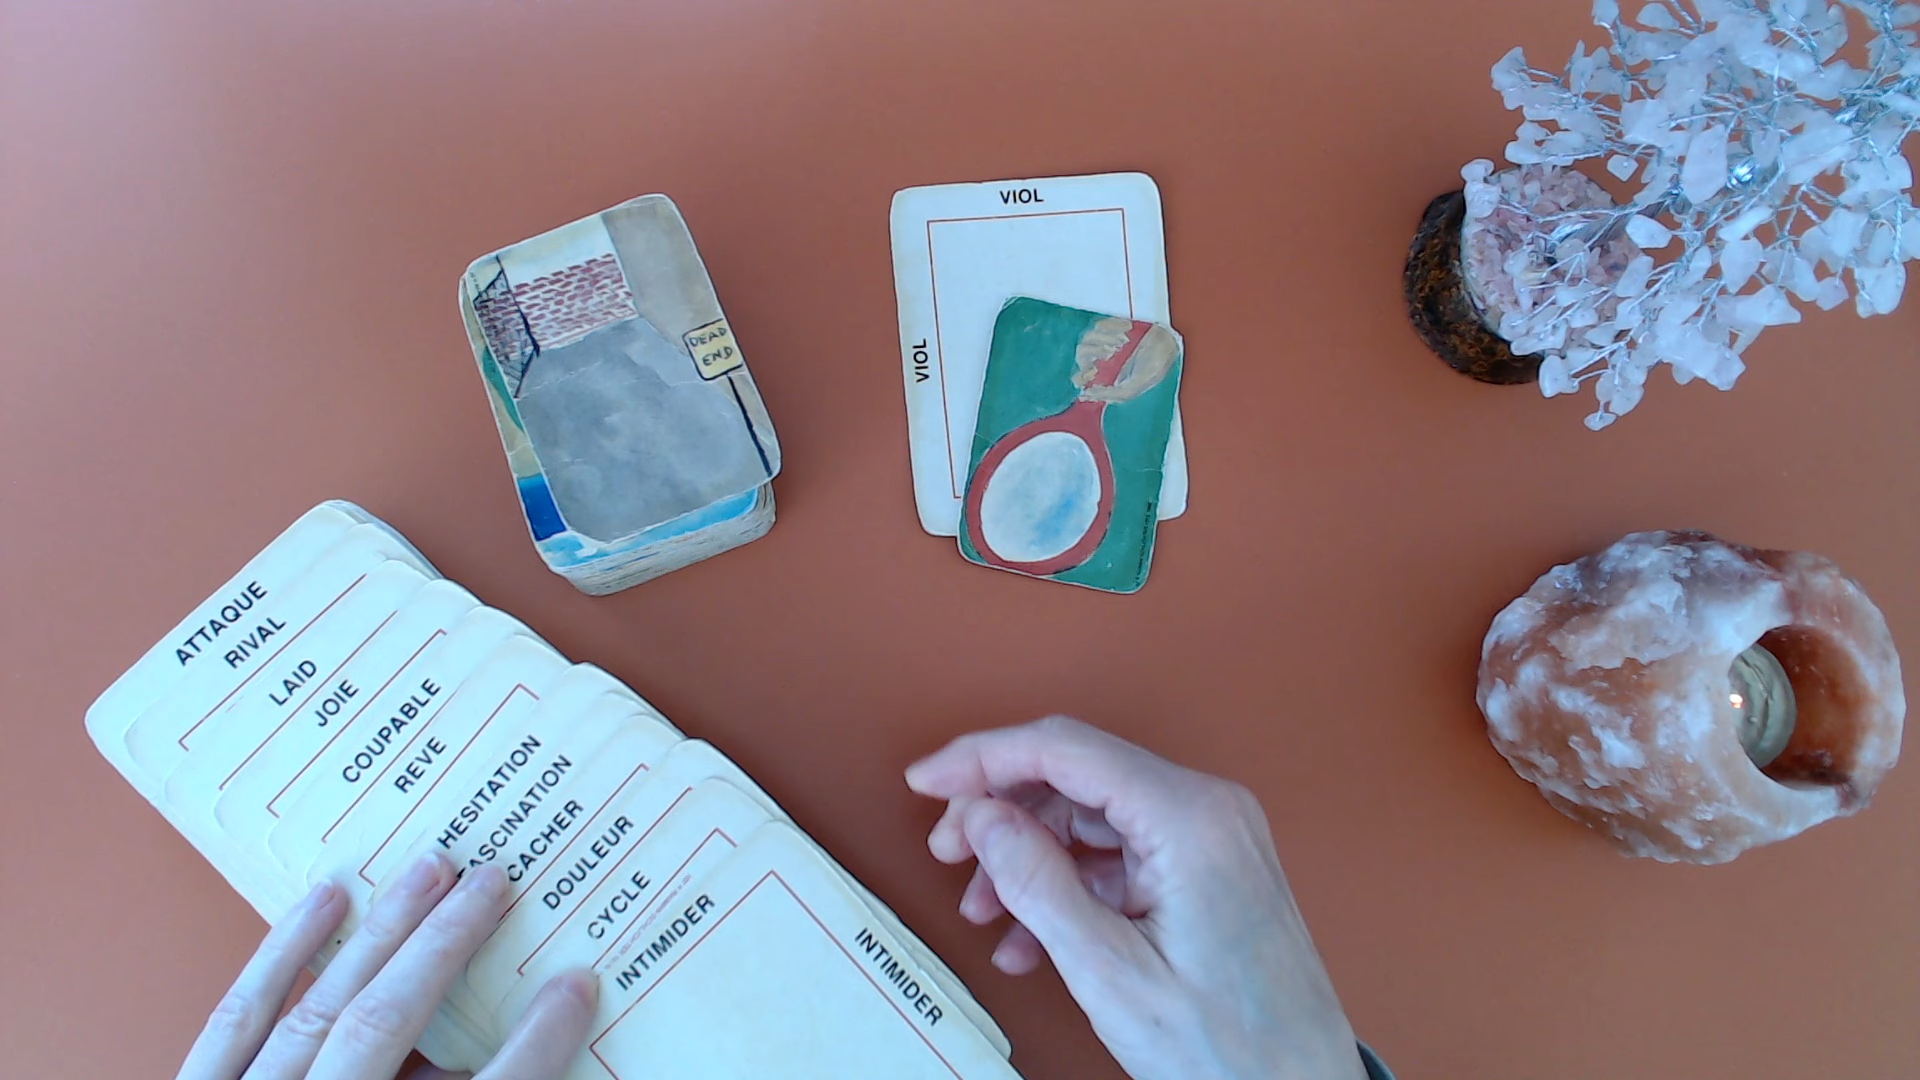 VIOL
VIOL
DEAD
END
ATTAQUE
RIVAL
LAID
JOIE
COUPABLE
REVE
HESITATION
FASCINATION
CACHER
DOULEUR
CYCLE
INTIMIDER
INTIMIDER